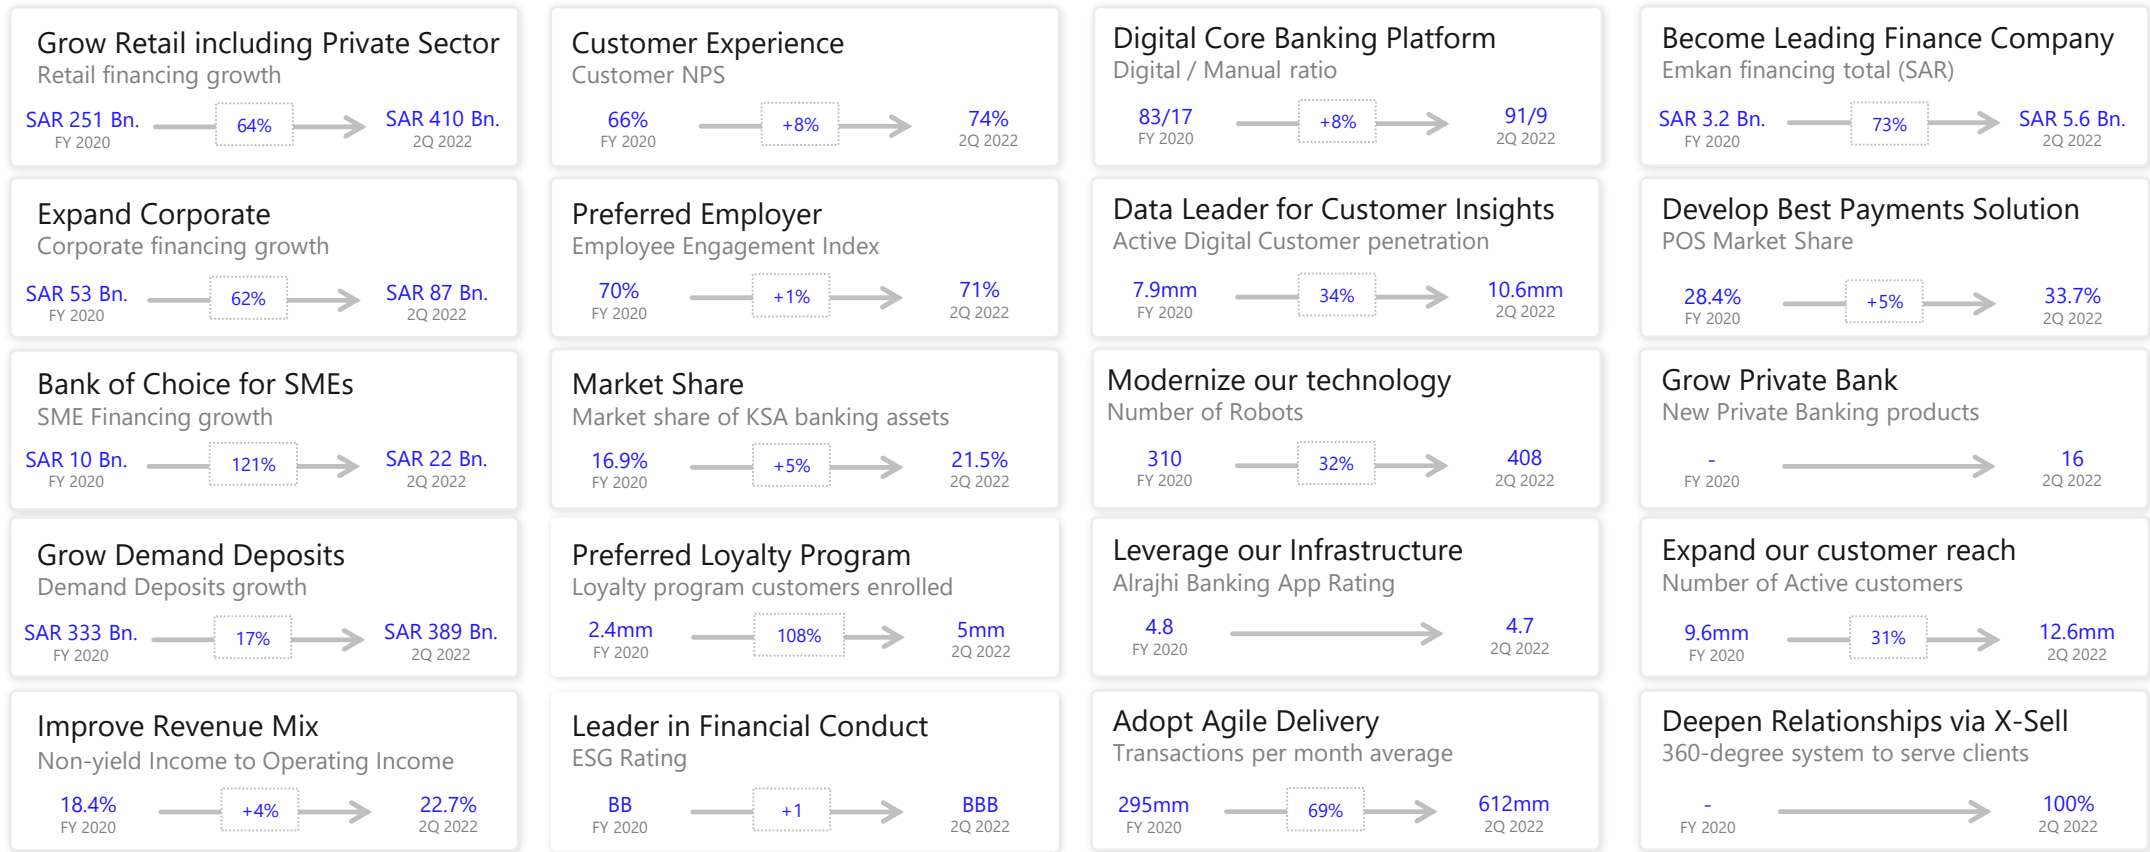 Grow Retail including Private Sector
Retail financing growth
SAR 251 Bn.
FY 2020
64%
SAR 410 Bn.
2Q 2022
Customer Experience
Customer NPS
66%
FY 2020
+8%
74%
2Q 2022
Digital Core Banking Platform
Digital / Manual ratio
83/17
FY 2020
+8%
91/9
2Q 2022
Become Leading Finance Company
Emkan financing total (SAR)
SAR 3.2 Bn.
FY 2020
73%
SAR 5.6 Bn.
2Q 2022
Expand Corporate
Corporate financing growth
SAR 53 Bn.
FY 2020
62%
SAR 87 Bn.
2Q 2022
Preferred Employer
Employee Engagement Index
70%
FY 2020
+1%
71%
2Q 2022
Data Leader for Customer Insights
Active Digital Customer penetration
7.9mm
FY 2020
34%
10.6mm
2Q 2022
Develop Best Payments Solution
POS Market Share
28.4%
FY 2020
+5%
33.7%
2Q 2022
Bank of Choice for SMEs
SME Financing growth
SAR 10 Bn.
FY 2020
121%
SAR 22 Bn.
2Q 2022
Market Share
Market share of KSA banking assets
16.9%
FY 2020
+5%
21.5%
2Q 2022
Modernize our technology
Number of Robots
310
FY 2020
32%
408
2Q 2022
Grow Private Bank
New Private Banking products
-
FY 2020
16
2Q 2022
Grow Demand Deposits
Demand Deposits growth
SAR 333 Bn.
FY 2020
17%
SAR 389 Bn.
2Q 2022
Preferred Loyalty Program
Loyalty program customers enrolled
2.4mm
FY 2020
108%
5mm
2Q 2022
Leverage our Infrastructure
Alrajhi Banking App Rating
4.8
FY 2020
4.7
2Q 2022
Expand our customer reach
Number of Active customers
9.6mm
FY 2020
31%
12.6mm
2Q 2022
Improve Revenue Mix
Non-yield Income to Operating Income
18.4%
FY 2020
+4%
22.7%
2Q 2022
Leader in Financial Conduct
ESG Rating
BB
FY 2020
+1
BBB
2Q 2022
Adopt Agile Delivery
Transactions per month average
295mm
FY 2020
69%
612mm
2Q 2022
Deepen Relationships via X-Sell
360-degree system to serve clients
-
FY 2020
100%
2Q 2022